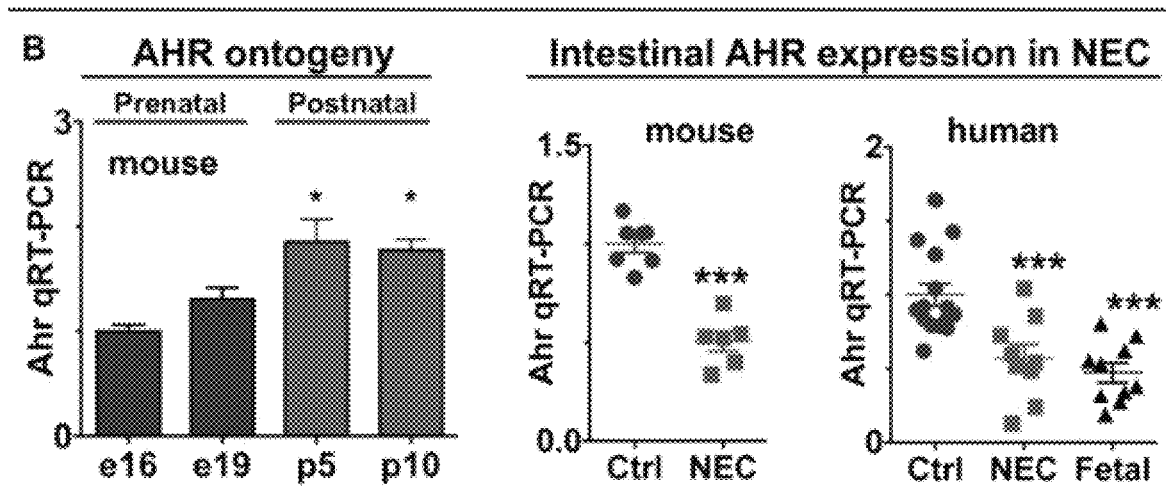 B
AHR ontogeny
Prenatal
Postnatal
mouse
3
Ahr qRT-PCR
0
*
*
e16
e19
p5
p10
Intestinal AHR expression in NEC
mouse
1.5
Ahr qRT-PCR
0.0
***
Ctrl
NEC
human
2
Ahr qRT-PCR
0
***
***
Ctrl
NEC
Fetal